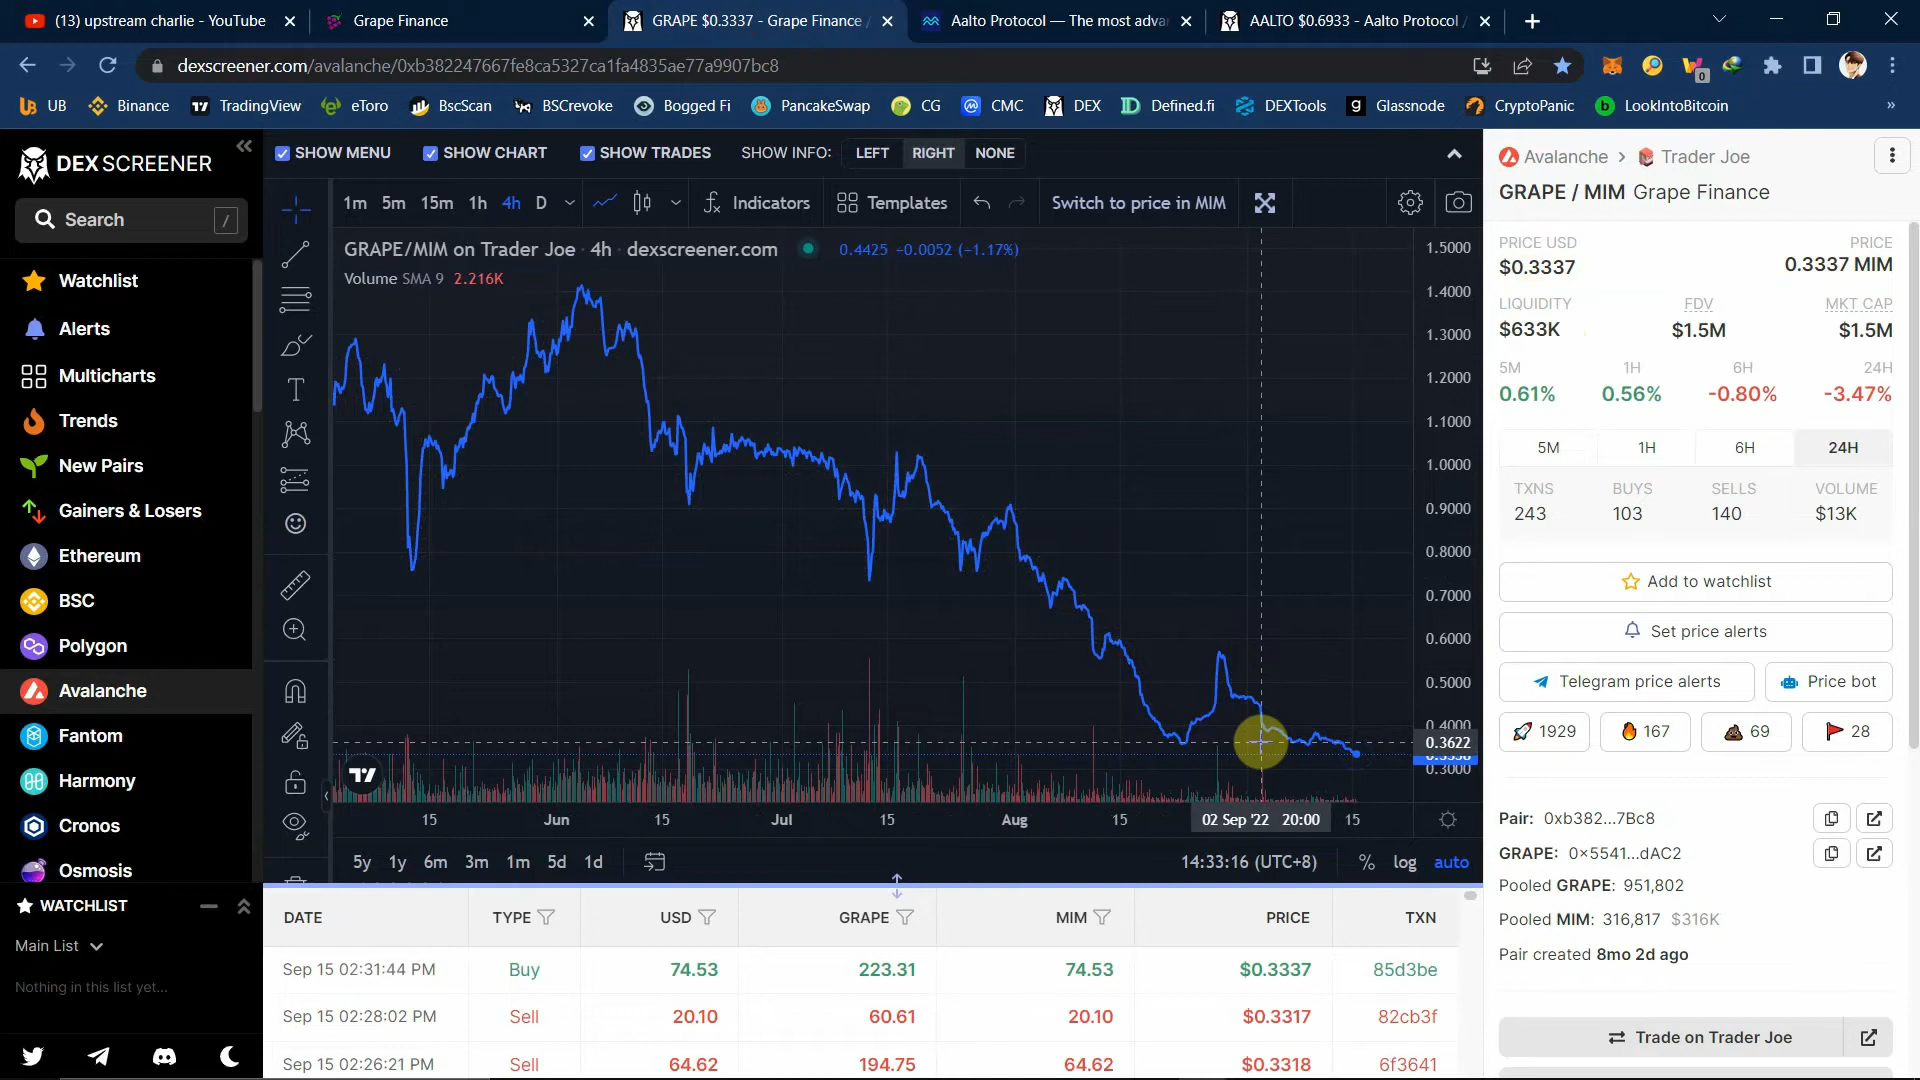 (13) upstream charlie - YouTube
Grape Finance
GRAPE $0.3337 - Grape Finance /
Aalto Protocol — The most adva
AALTO $0.6933 - Aalto Protocol /
dexscreener.com/avalanche/0xb382247667fe8ca5327ca1fa4835ae77a9907bc8
0
UB Binance TradingView eToro BscScan BSCrevoke Bogged Fi PancakeSwap CG CMC DEX Defined.fi DEXTools Glassnode CryptoPanic LookIntoBitcoin »
DEX SCREENER
Search /
Watchlist
Alerts
Multicharts
Trends
New Pairs
Gainers & Losers
Ethereum
BSC
Polygon
Avalanche
Fantom
Harmony
Cronos
Osmosis
WATCHLIST
Main List
Nothing in this list yet...
SHOW MENU SHOW CHART SHOW TRADES SHOW INFO: LEFT RIGHT NONE
1m 5m 15m 1h 4h D Indicators Templates Switch to price in MIM
GRAPE/MIM on Trader Joe · 4h · dexscreener.com 0.4425 −0.0052 (−1.17%)
Volume SMA 9 2.216K
1.5000
1.4000
1.3000
1.2000
1.1000
1.0000
0.9000
0.8000
0.7000
0.6000
0.5000
0.4000
0.3622
0.3000
15 Jun 15 Jul 15 Aug 15 02 Sep '22 20:00 15
5y 1y 6m 3m 1m 5d 1d 14:33:16 (UTC+8) % log auto
DATE TYPE USD GRAPE MIM PRICE TXN
Sep 15 02:31:44 PM Buy 74.53 223.31 74.53 $0.3337 85d3be
Sep 15 02:28:02 PM Sell 20.10 60.61 20.10 $0.3317 82cb3f
Sep 15 02:26:21 PM Sell 64.62 194.75 64.62 $0.3318 6f3641
Avalanche > Trader Joe
GRAPE / MIM Grape Finance
PRICE USD PRICE
$0.3337 0.3337 MIM
LIQUIDITY FDV MKT CAP
$633K $1.5M $1.5M
5M 1H 6H 24H
0.61% 0.56% -0.80% -3.47%
5M 1H 6H 24H
TXNS BUYS SELLS VOLUME
243 103 140 $13K
Add to watchlist
Set price alerts
Telegram price alerts Price bot
1929 167 69 28
Pair: 0xb382...7Bc8
GRAPE: 0x5541...dAC2
Pooled GRAPE: 951,802
Pooled MIM: 316,817 $316K
Pair created 8mo 2d ago
Trade on Trader Joe